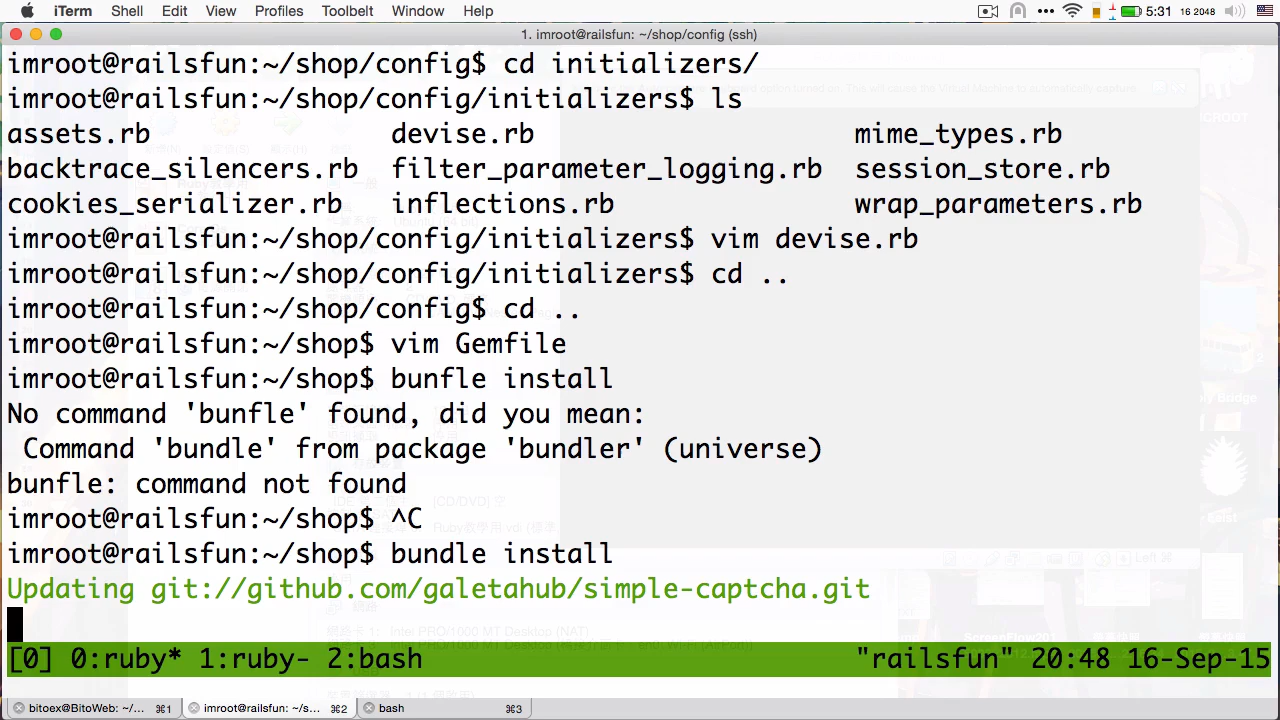 iTerm Shell Edit View Profiles Toolbelt Window Help 5:31 16 2048
1. imroot@railsfun: ~/shop/config (ssh)
imroot@railsfun:~/shop/config$ cd initializers/
imroot@railsfun:~/shop/config/initializers$ ls
assets.rb devise.rb mime_types.rb
backtrace_silencers.rb filter_parameter_logging.rb session_store.rb
cookies_serializer.rb inflections.rb wrap_parameters.rb
imroot@railsfun:~/shop/config/initializers$ vim devise.rb
imroot@railsfun:~/shop/config/initializers$ cd ..
imroot@railsfun:~/shop/config$ cd ..
imroot@railsfun:~/shop$ vim Gemfile
imroot@railsfun:~/shop$ bunfle install
No command 'bunfle' found, did you mean:
Command 'bundle' from package 'bundler' (universe)
bunfle: command not found
imroot@railsfun:~/shop$ ^C
imroot@railsfun:~/shop$ bundle install
Updating git://github.com/galetahub/simple-captcha.git
[0] 0:ruby* 1:ruby- 2:bash "railsfun" 20:48 16-Sep-15
bitoex@BitoWeb: ~/... ⌘1 imroot@railsfun: ~/s... ⌘2 bash ⌘3